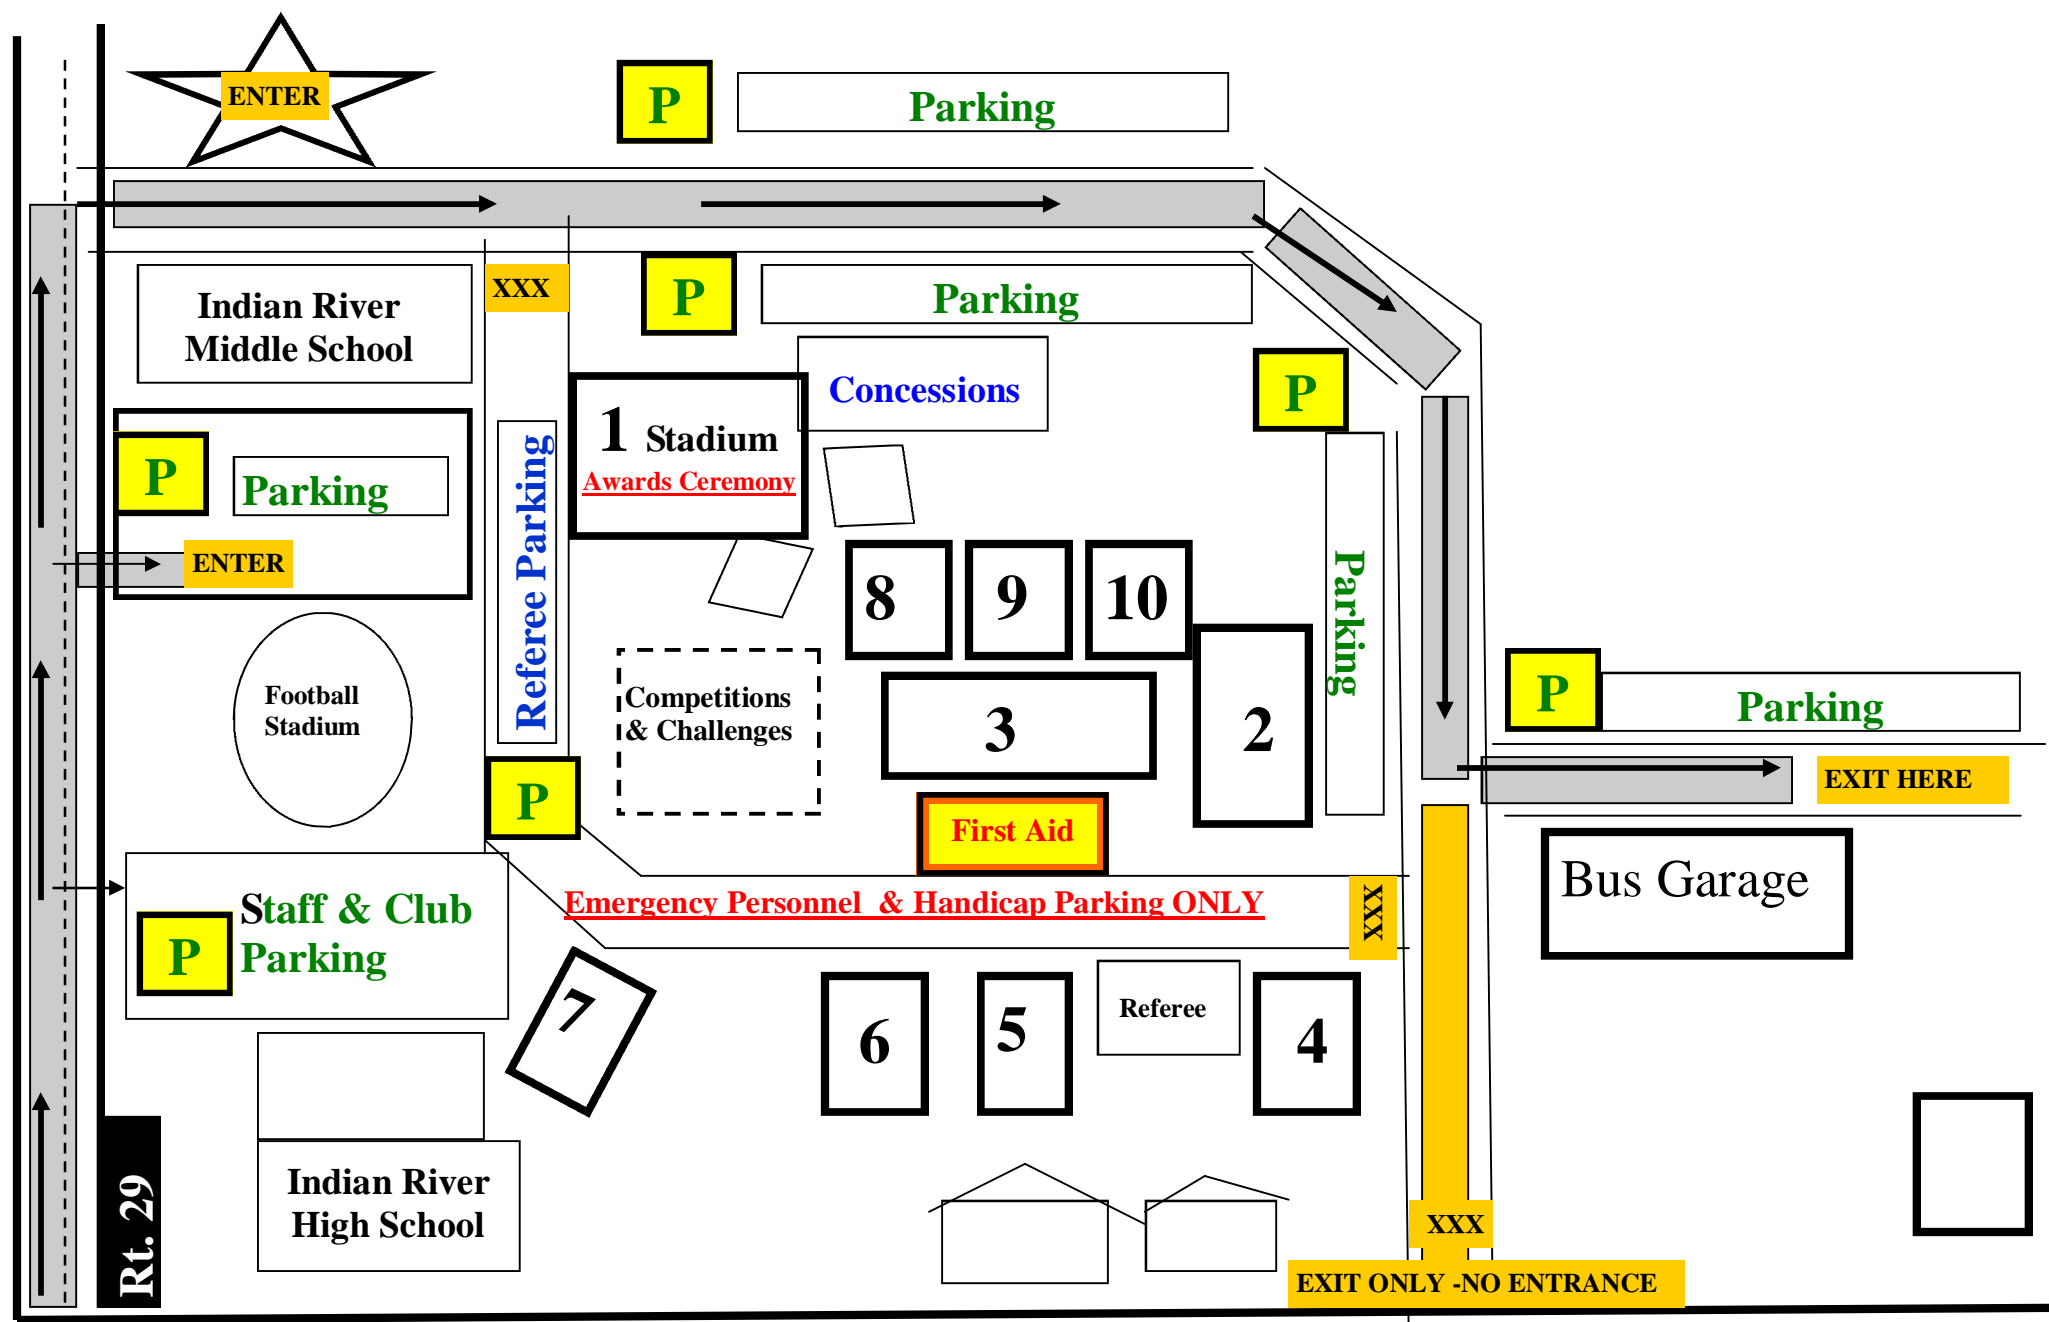 ENTER
P
Parking
Indian River
Middle School
XXX
P
Parking
Concessions
P
1 Stadium
Awards Ceremony
P
Parking
ENTER
Referee Parking
8
9
10
Parking
Football
Stadium
Competitions
& Challenges
3
2
P
Parking
P
EXIT HERE
First Aid
Bus Garage
Staff & Club
Parking
P
Emergency Personnel & Handicap Parking ONLY
XXX
7
6
5
Referee
4
Indian River
High School
Rt. 29
XXX
EXIT ONLY -NO ENTRANCE